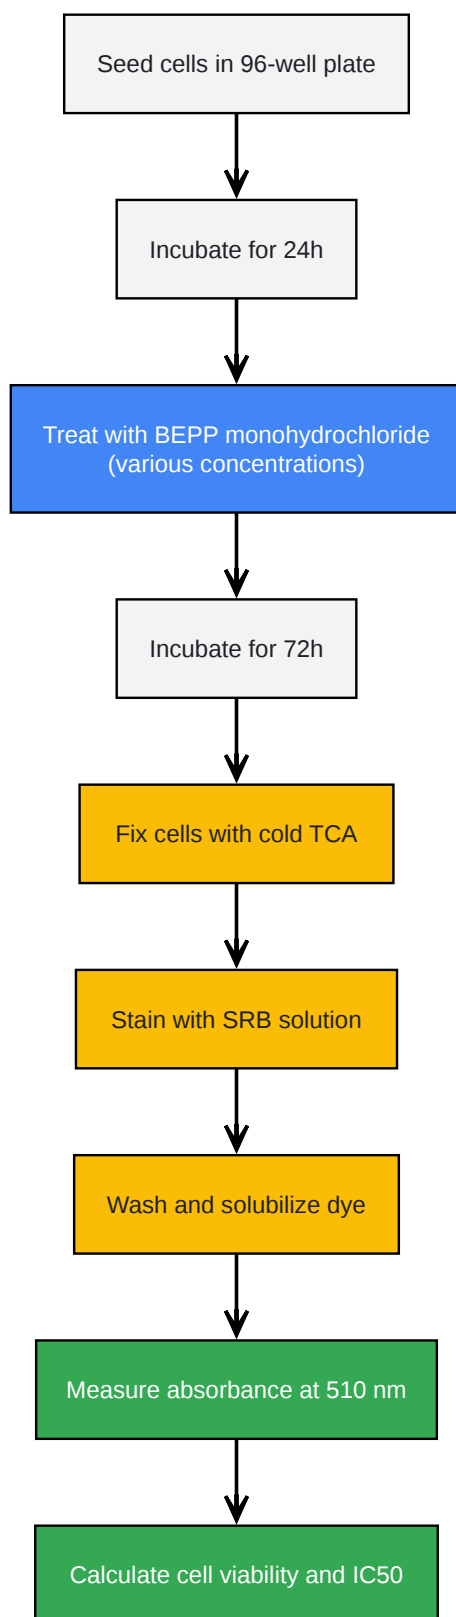 Seed cells in 96-well plate
Incubate for 24h
Treat with BEPP monohydrochloride
(various concentrations)
Incubate for 72h
Fix cells with cold TCA
Stain with SRB solution
Wash and solubilize dye
Measure absorbance at 510 nm
Calculate cell viability and IC50